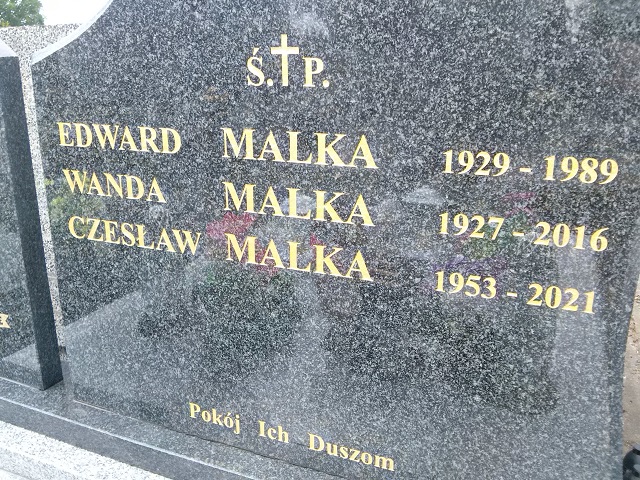 Ś.†P.
EDWARD MALKA 1929 - 1989
WANDA MALKA 1927 - 2016
CZESŁAW MALKA 1953 - 2021
Pokój Ich Duszom